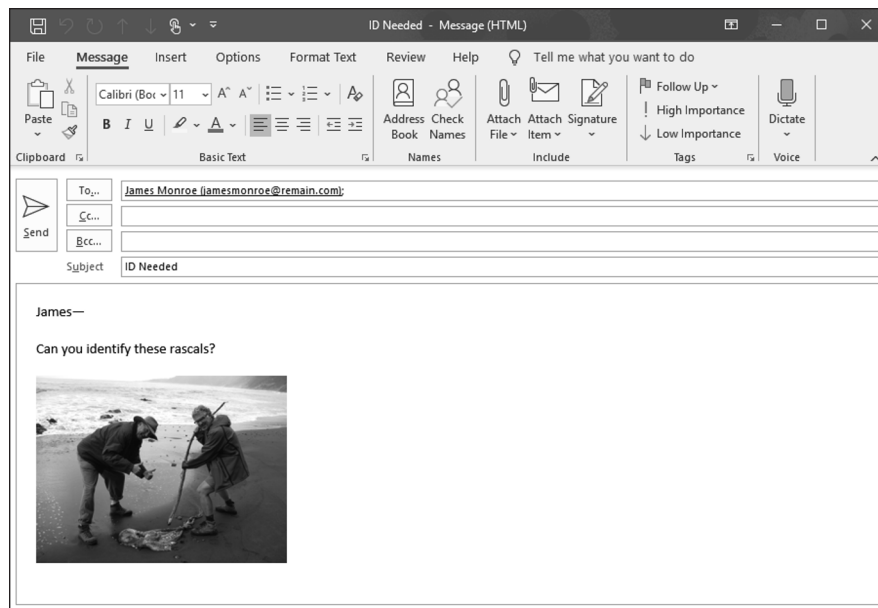 ID Needed - Message (HTML)
File Message Insert Options Format Text Review Help Tell me what you want to do
Paste
Clipboard
Calibri (Boc 11
B I U
Basic Text
Address Book
Check Names
Names
Attach File
Attach Item
Signature
Include
Follow Up
High Importance
Low Importance
Tags
Dictate
Voice
Send
To... James Monroe (jamesmonroe@remain.com);
Cc...
Bcc...
Subject ID Needed
James—
Can you identify these rascals?